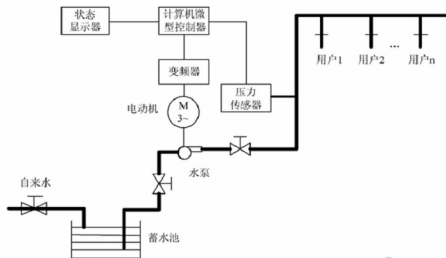 状态
显示器
计算机微
型控制器
变频器
压力
传感器
电动机
M
3~
水泵
用户1
用户2
...
用户n
自来水
蓄水池